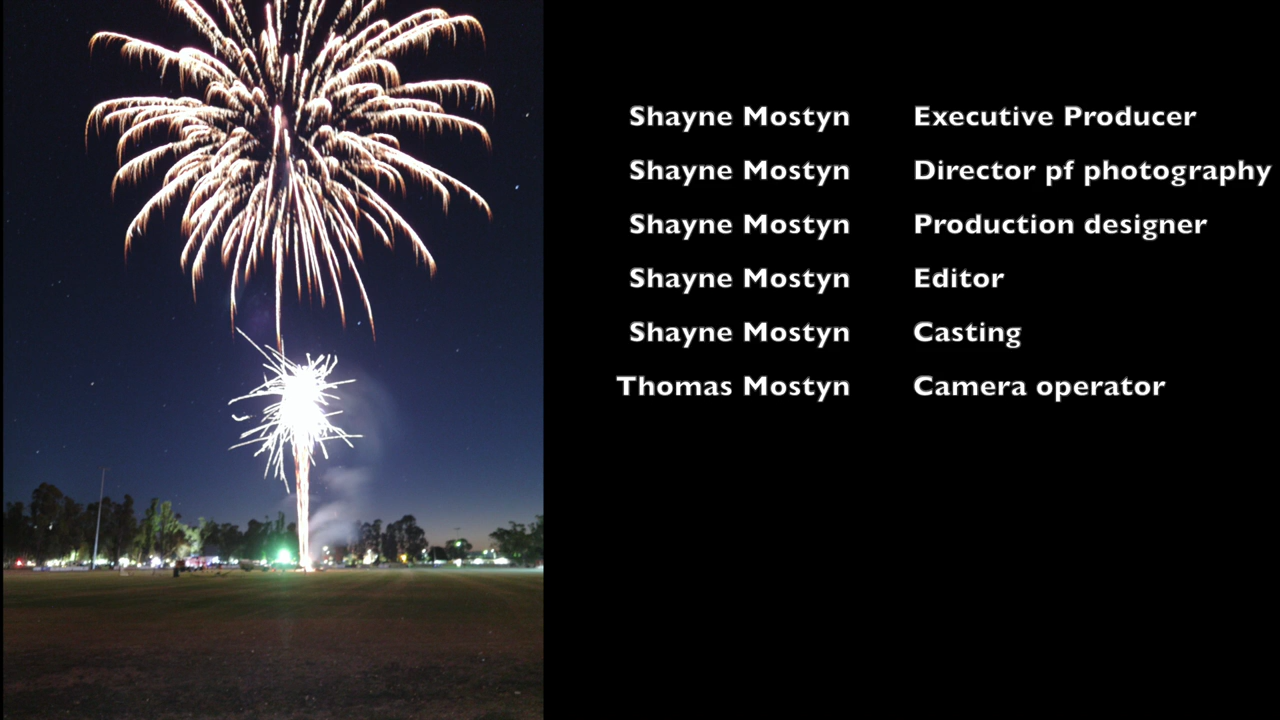 Shayne Mostyn Executive Producer
Shayne Mostyn Director pf photography
Shayne Mostyn Production designer
Shayne Mostyn Editor
Shayne Mostyn Casting
Thomas Mostyn Camera operator